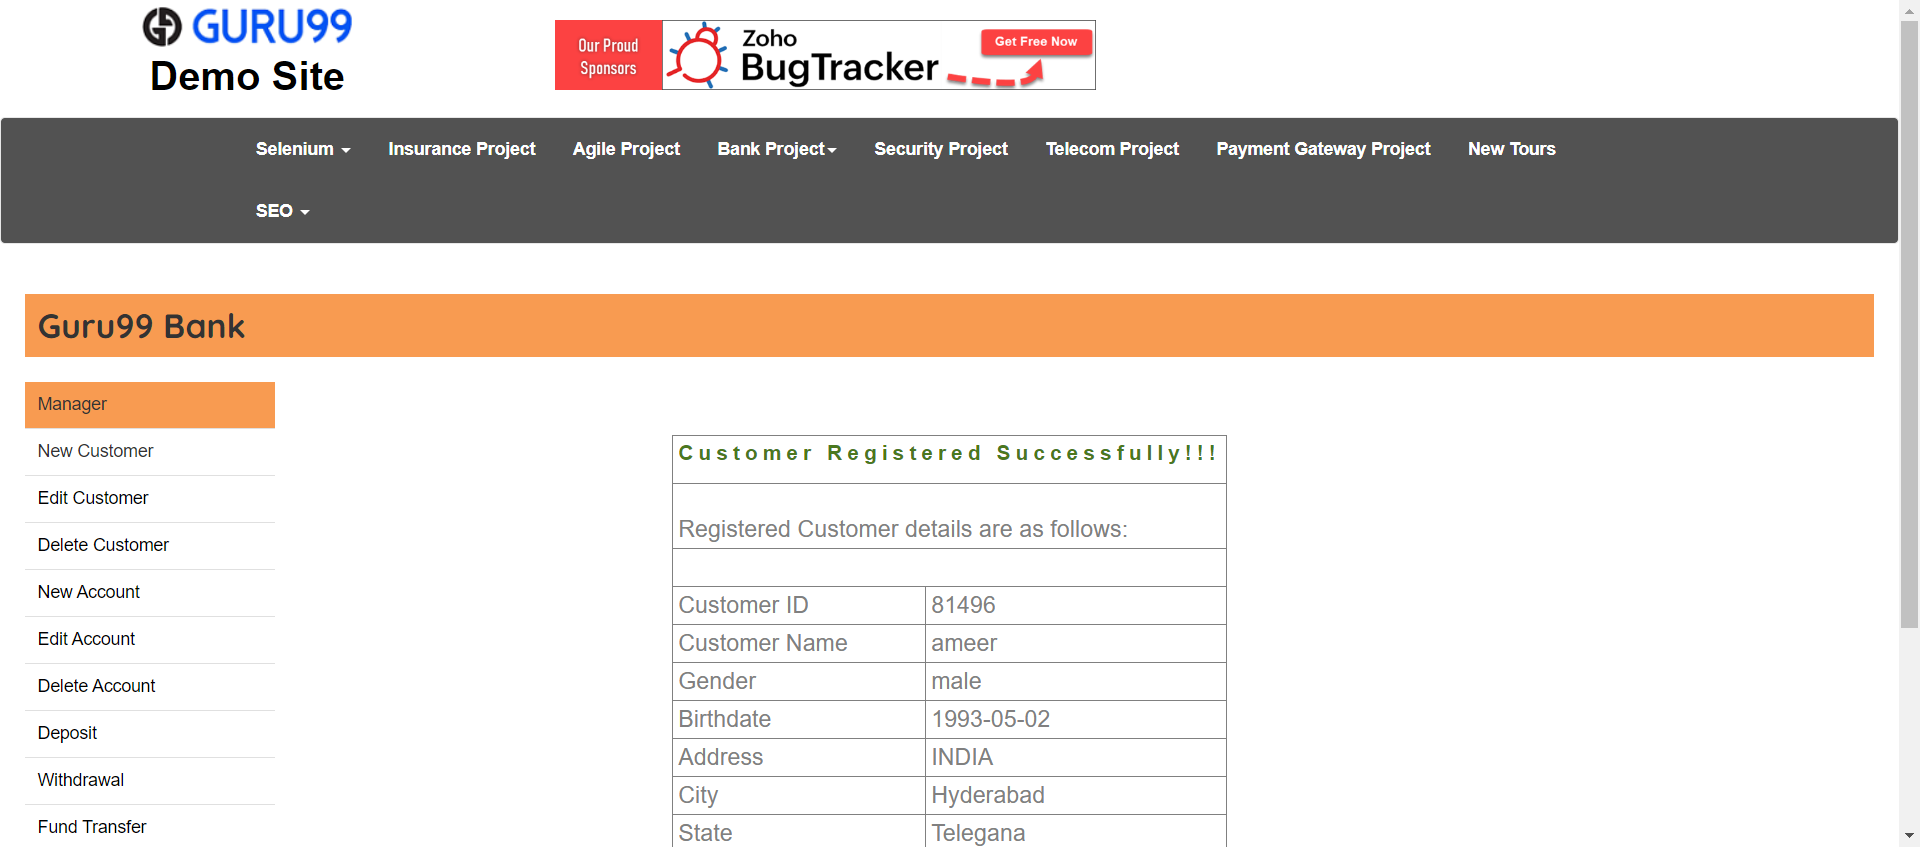 GURU99
Demo Site
Our Proud
Sponsors
Zoho
BugTracker
Get Free Now
Selenium
Insurance Project
Agile Project
Bank Project
Security Project
Telecom Project
Payment Gateway Project
New Tours
SEO
Guru99 Bank
Manager
New Customer
Edit Customer
Delete Customer
New Account
Edit Account
Delete Account
Deposit
Withdrawal
Fund Transfer
Customer Registered Successfully!!!
Registered Customer details are as follows:
Customer ID 81496
Customer Name ameer
Gender male
Birthdate 1993-05-02
Address INDIA
City Hyderabad
State Telegana